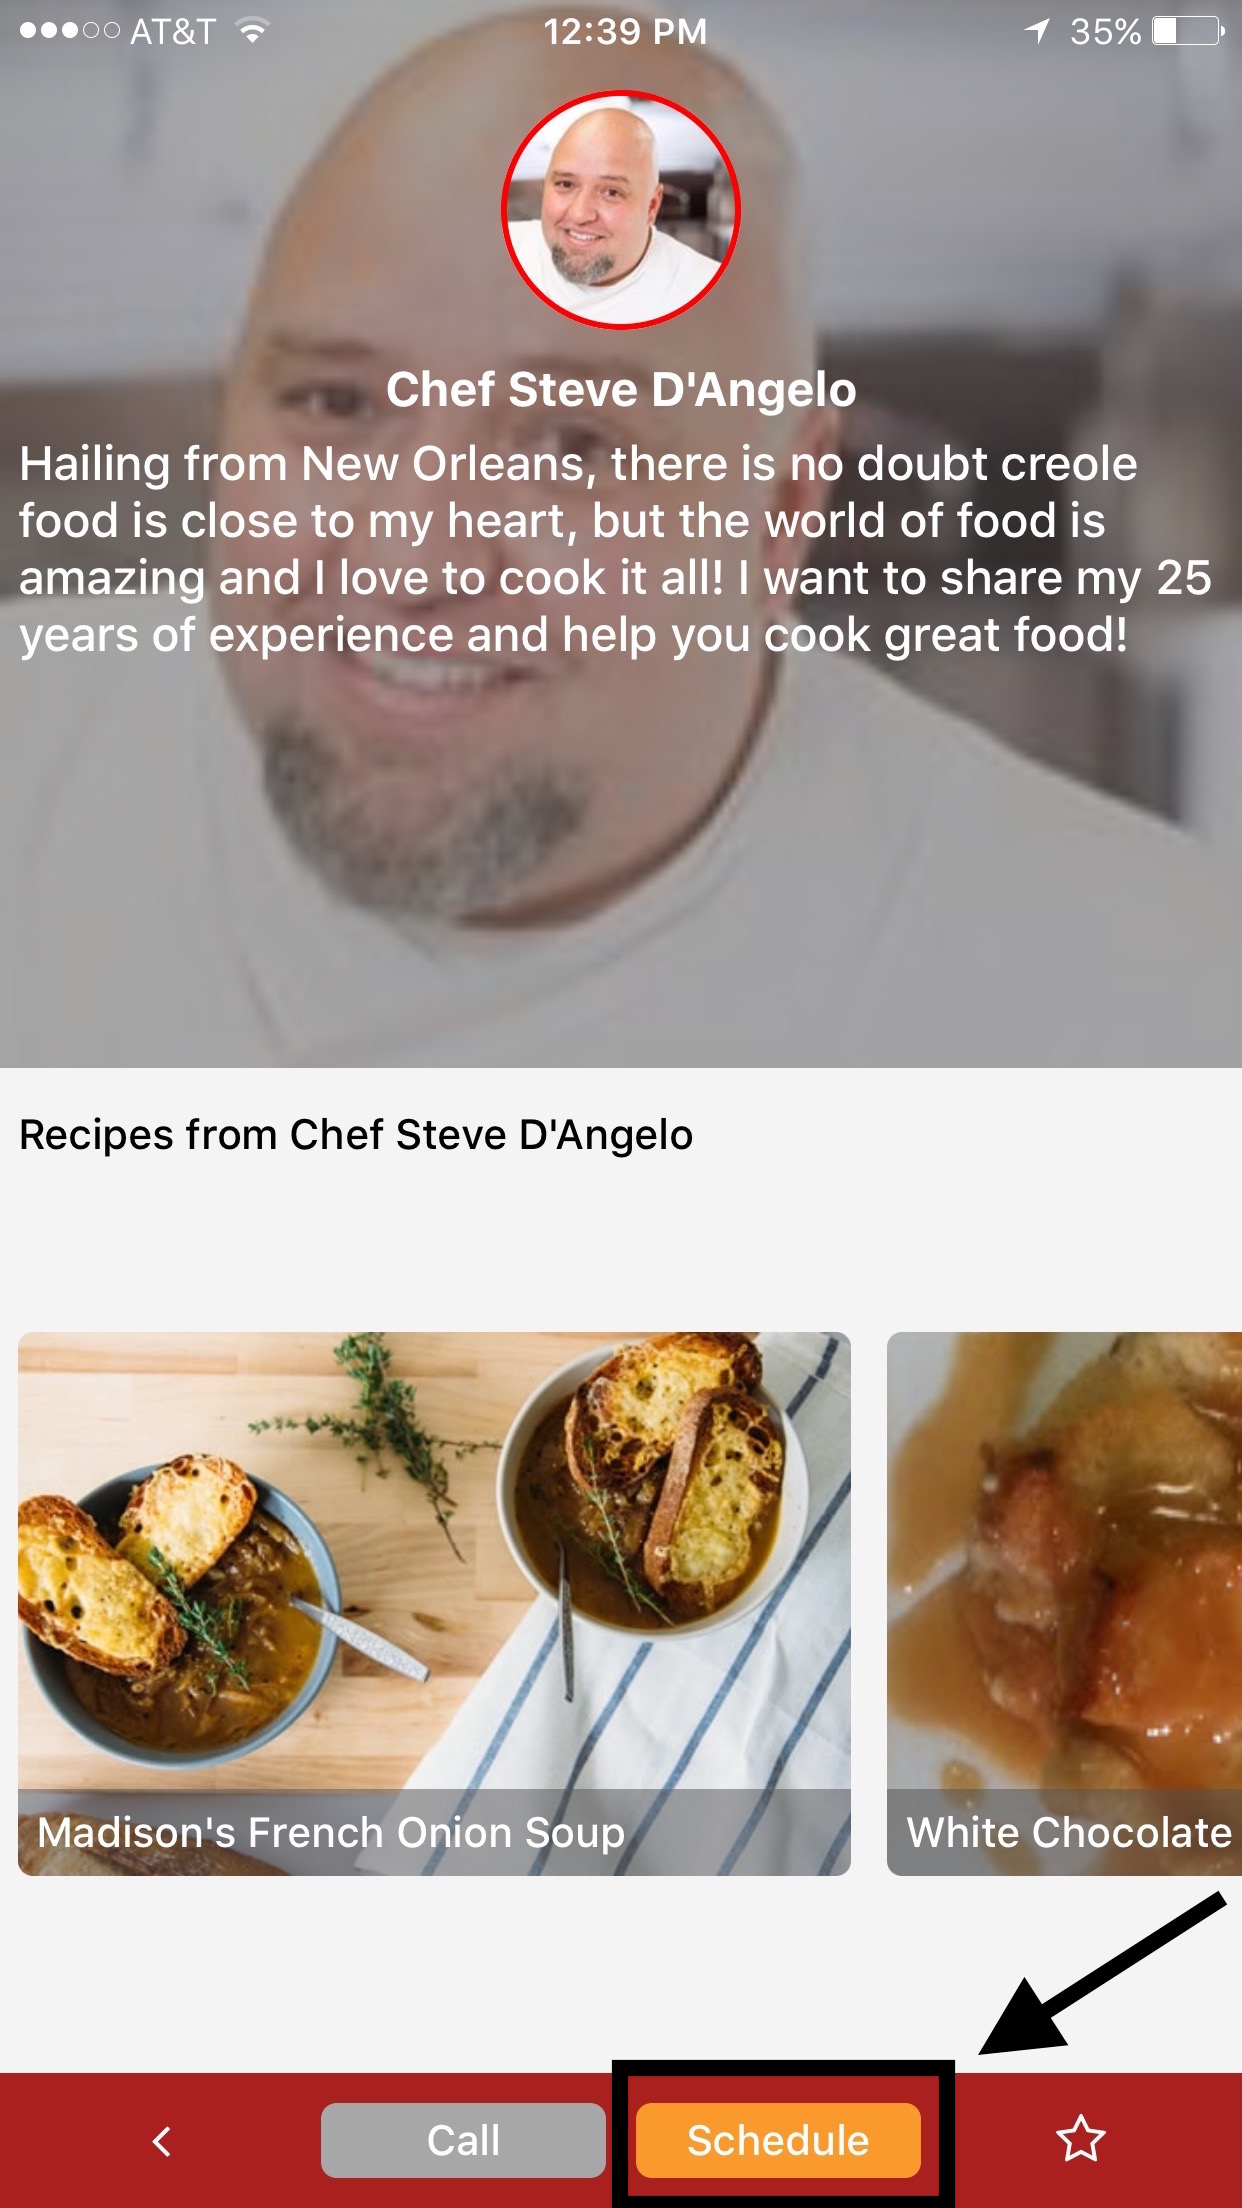 AT&T 12:39 PM 35%
Chef Steve D'Angelo
Hailing from New Orleans, there is no doubt creole
food is close to my heart, but the world of food is
amazing and I love to cook it all! I want to share my 25
years of experience and help you cook great food!
Recipes from Chef Steve D'Angelo
Madison's French Onion Soup
White Chocolate
Call
Schedule